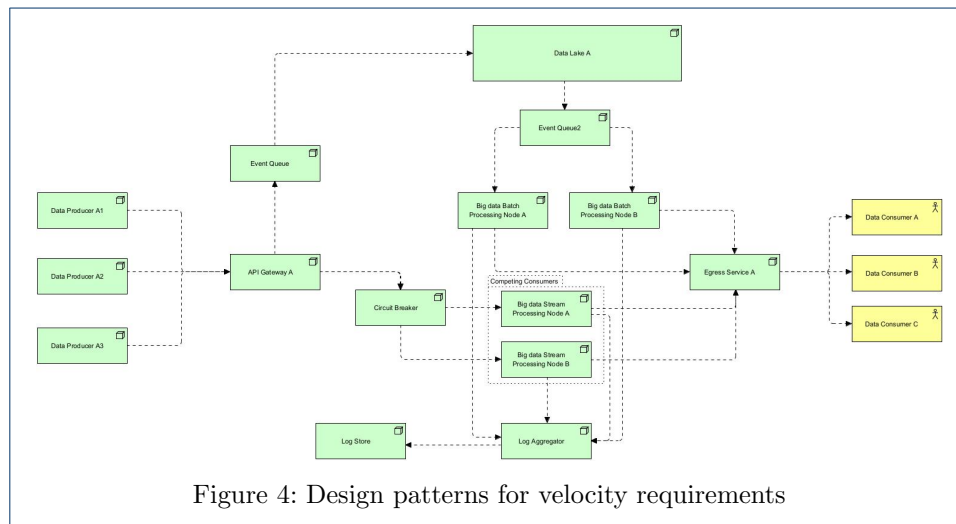 Data Lake A
Event Queue2
Event Queue
Big data Batch
Processing Node A
Big data Batch
Processing Node B
Data Producer A1
Data Consumer A
Data Producer A2
API Gateway A
Egress Service A
Data Consumer B
Competing Consumers
Circuit Breaker
Big data Stream
Processing Node A
Data Consumer C
Data Producer A3
Big data Stream
Processing Node B
Log Store
Log Aggregator
Figure 4: Design patterns for velocity requirements